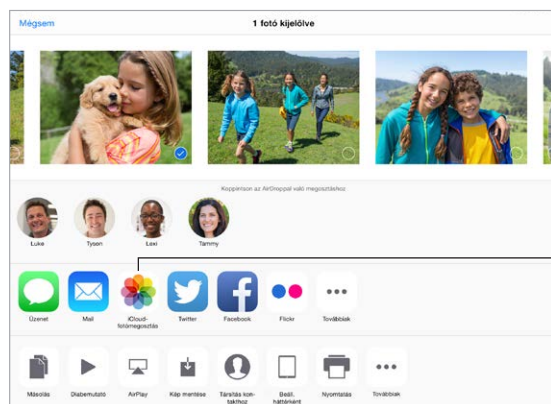 Mégsem
1 fotó kijelölve
Koppintson az AirDroppal való megosztáshoz.
Luke Tyson Lexi Tammy
Üzenet Mail iCloud- Twitter Facebook Flickr Továbbiak
fotómegosztás
Másolás Diabemutató AirPlay Kép mentése Társítás kon- Beáll. Nyomtatás Továbbiak
takthoz háttérként